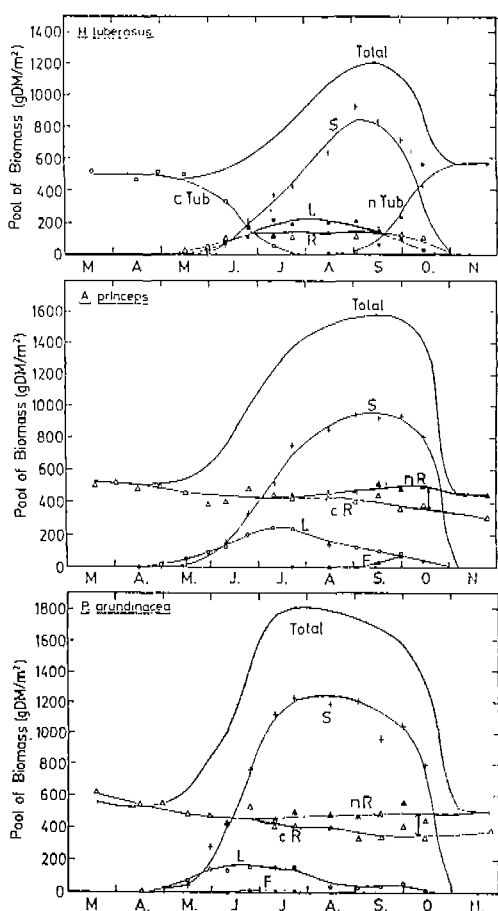 H tuberosus
Pool of Biomass (gDM/m²)
1400
1200
1000
800
600
400
200
0
Total
S
c Tub
n Tub
L
R
M A. M. J. J. A. S. O. N
A. princeps
Pool of Biomass (gDM/m²)
1600
1400
1200
1000
800
600
400
200
0
Total
S
nR
cR
L
F
M A. M. J. J. A. S. O N
P. arundinacea
Pool of Biomass (gDM/m²)
1800
1600
1400
1200
1000
800
600
400
200
0
Total
S
nR
cR
L
F
M A. M. J. J. A. S. O. N.